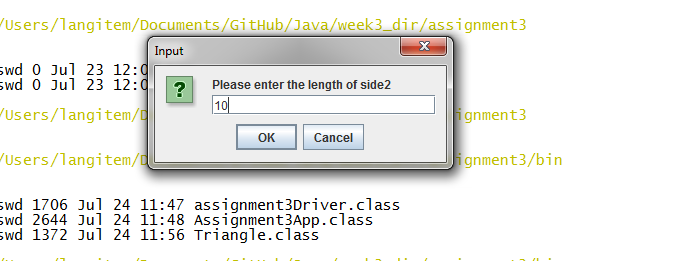 /Users/langitem/Documents/GitHub/Java/week3_dir/assignment3
Input
swd 0 Jul 23 12:0
swd 0 Jul 23 12:0
Please enter the length of side2
10
/Users/langitem/D
signment3
OK
Cancel
/Users/langitem/D
signment3/bin
swd 1706 Jul 24 11:47 assignment3Driver.class
swd 2644 Jul 24 11:48 Assignment3App.class
swd 1372 Jul 24 11:56 Triangle.class